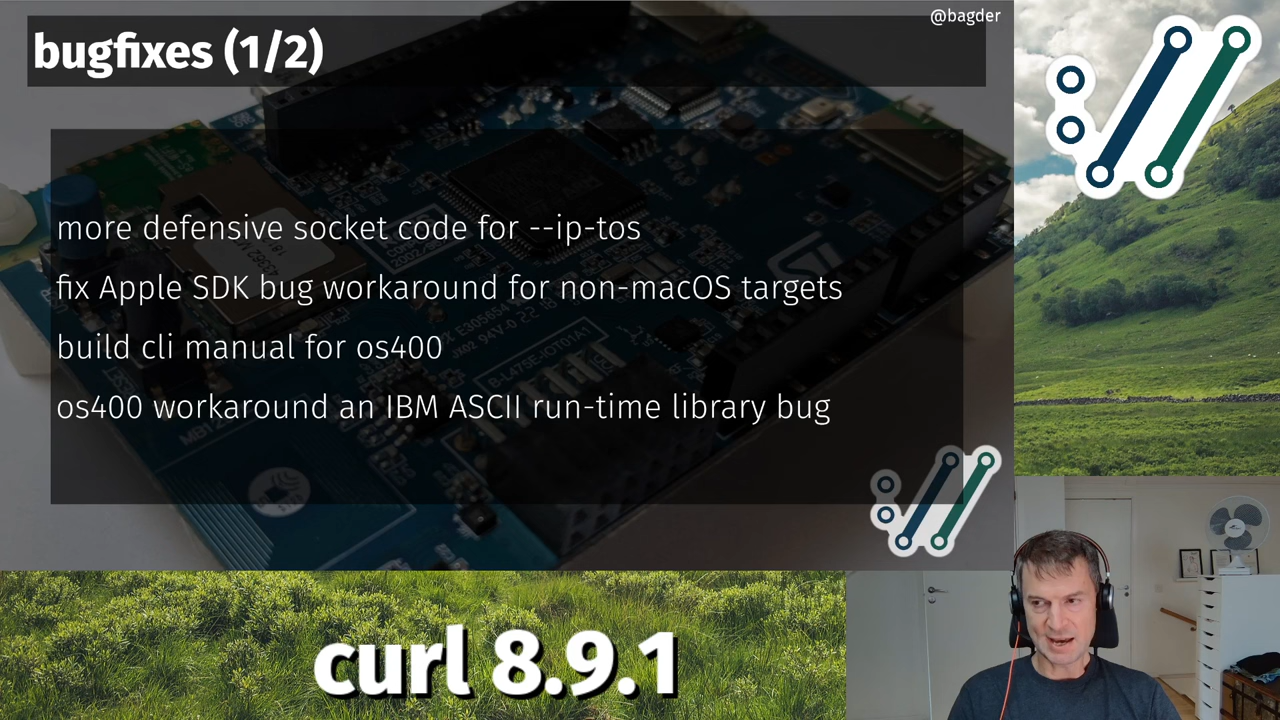 @bagder
bugfixes (1/2)
more defensive socket code for --ip-tos
fix Apple SDK bug workaround for non-macOS targets
build cli manual for os400
os400 workaround an IBM ASCII run-time library bug
B-L475E-IOT01A1
curl 8.9.1